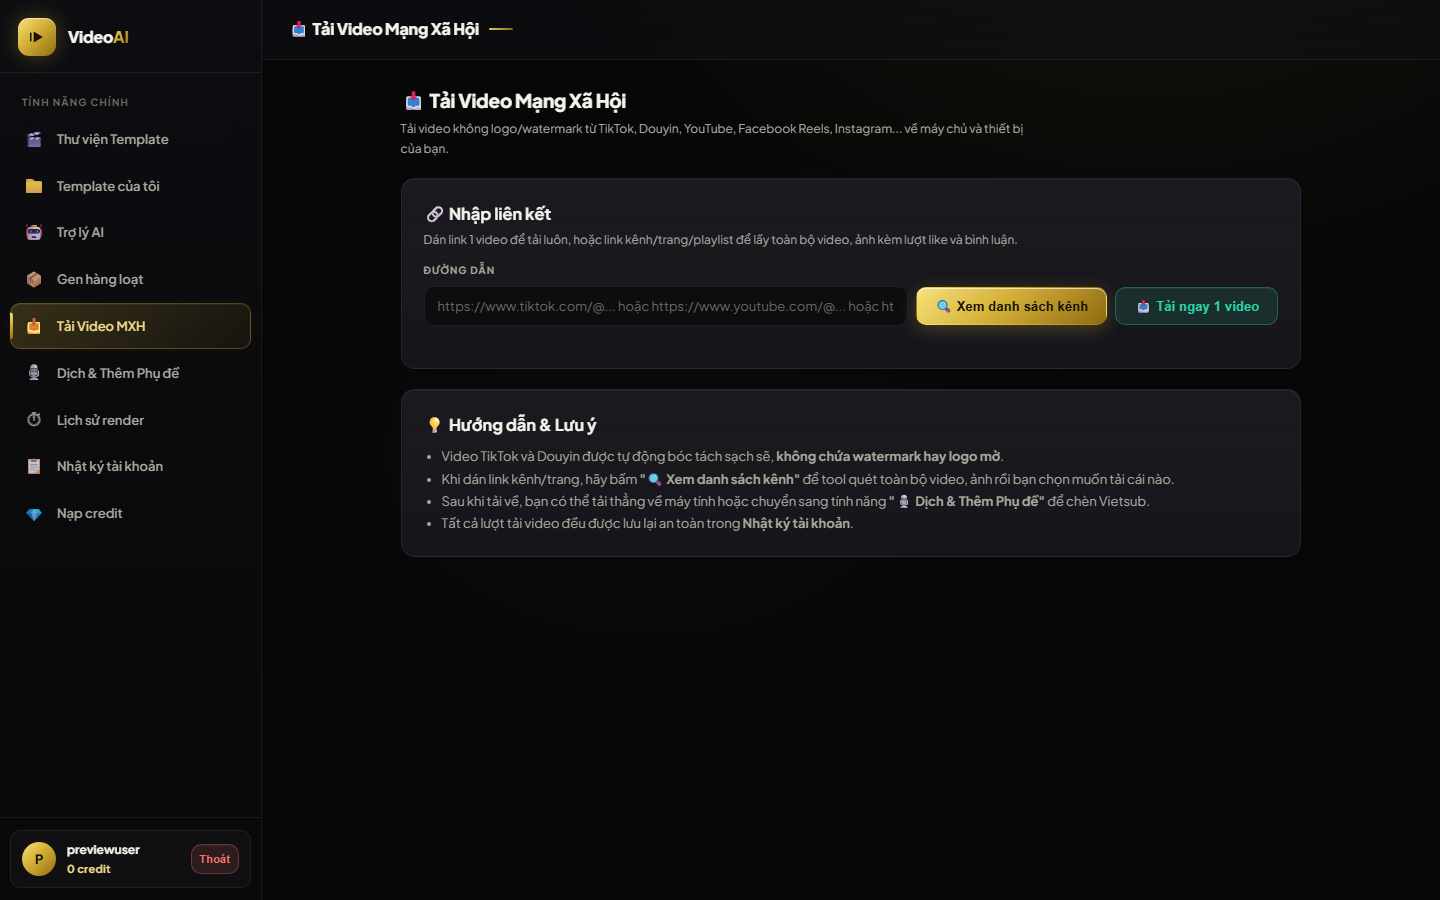 VideoAI
TÍNH NĂNG CHÍNH
Thư viện Template
Template của tôi
Trợ lý AI
Gen hàng loạt
Tải Video MXH
Dịch & Thêm Phụ đề
Lịch sử render
Nhật ký tài khoản
Nạp credit
P
previewuser
0 credit
Thoát
Tải Video Mạng Xã Hội
Tải Video Mạng Xã Hội
Tải video không logo/watermark từ TikTok, Douyin, YouTube, Facebook Reels, Instagram... về máy chủ và thiết bị
của bạn.
Nhập liên kết
Dán link 1 video để tải luôn, hoặc link kênh/trang/playlist để lấy toàn bộ video, ảnh kèm lượt like và bình luận.
ĐƯỜNG DẪN
https://www.tiktok.com/@... hoặc https://www.youtube.com/@... hoặc ht
Xem danh sách kênh
Tải ngay 1 video
Hướng dẫn & Lưu ý
• Video TikTok và Douyin được tự động bóc tách sạch sẽ, không chứa watermark hay logo mờ.
• Khi dán link kênh/trang, hãy bấm "🔍 Xem danh sách kênh" để tool quét toàn bộ video, ảnh rồi bạn chọn muốn tải cái nào.
• Sau khi tải về, bạn có thể tải thẳng về máy tính hoặc chuyển sang tính năng "🎙️ Dịch & Thêm Phụ đề" để chèn Vietsub.
• Tất cả lượt tải video đều được lưu lại an toàn trong Nhật ký tài khoản.